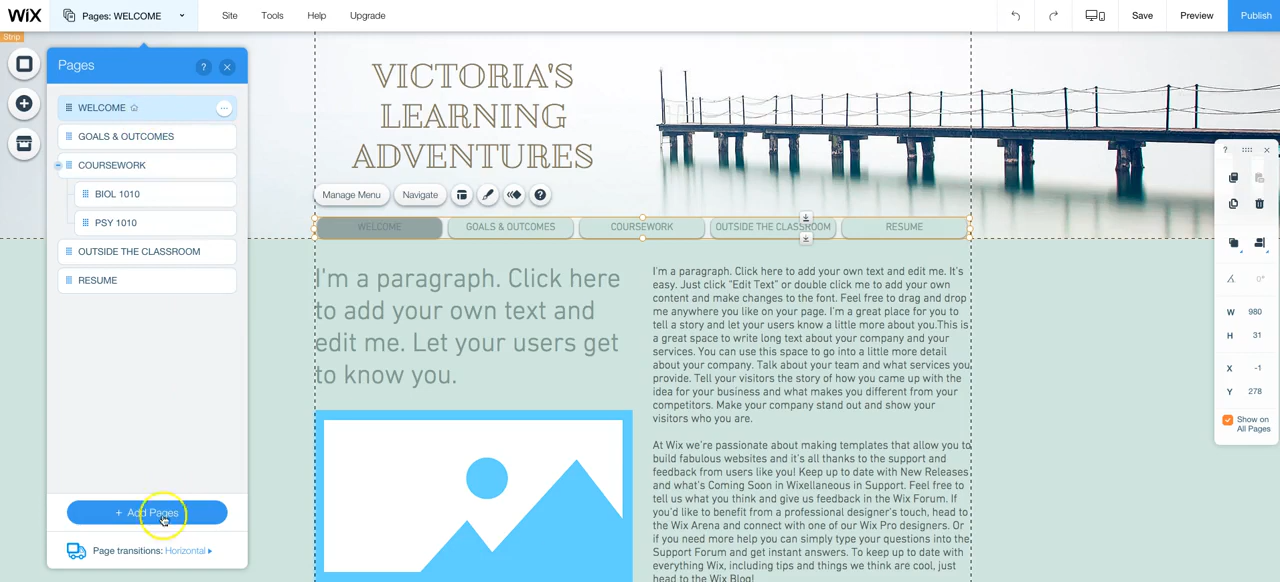 WiX
Pages: WELCOME
Site
Tools
Help
Upgrade
Save
Preview
Publish
Strip
Pages
?
WELCOME
GOALS & OUTCOMES
COURSEWORK
BIOL 1010
PSY 1010
OUTSIDE THE CLASSROOM
RESUME
+ Add Pages
Page transitions: Horizontal
VICTORIA'S
LEARNING
ADVENTURES
Manage Menu
Navigate
?
WELCOME
GOALS & OUTCOMES
COURSEWORK
OUTSIDE THE CLASSROOM
RESUME
I'm a paragraph. Click here
to add your own text and
edit me. Let your users get
to know you.
I'm a paragraph. Click here to add your own text and edit me. It's
easy. Just click “Edit Text” or double click me to add your own
content and make changes to the font. Feel free to drag and drop
me anywhere you like on your page. I'm a great place for you to
tell a story and let your users know a little more about you.This is
a great space to write long text about your company and your
services. You can use this space to go into a little more detail
about your company. Talk about your team and what services you
provide. Tell your visitors the story of how you came up with the
idea for your business and what makes you different from your
competitors. Make your company stand out and show your
visitors who you are.
At Wix we're passionate about making templates that allow you to
build fabulous websites and it's all thanks to the support and
feedback from users like you! Keep up to date with New Releases
and what's Coming Soon in Wixellaneous in Support. Feel free to
tell us what you think and give us feedback in the Wix Forum. If
you'd like to benefit from a professional designer's touch, head to
the Wix Arena and connect with one of our Wix Pro designers. Or
if you need more help you can simply type your questions into the
Support Forum and get instant answers. To keep up to date with
everything Wix, including tips and things we think are cool, just
head to the Wix Blog!
?
0°
W 980
H 31
X -1
Y 278
Show on
All Pages